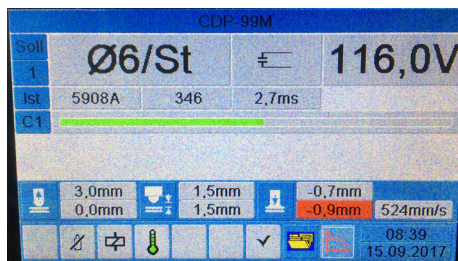 CDP-99M
Soll
1
Ø6/St
116,0V
Ist
5908A
346
2,7ms
C1
3,0mm
0,0mm
1,5mm
1,5mm
-0,7mm
-0,9mm
524mm/s
08:39
15.09.2017